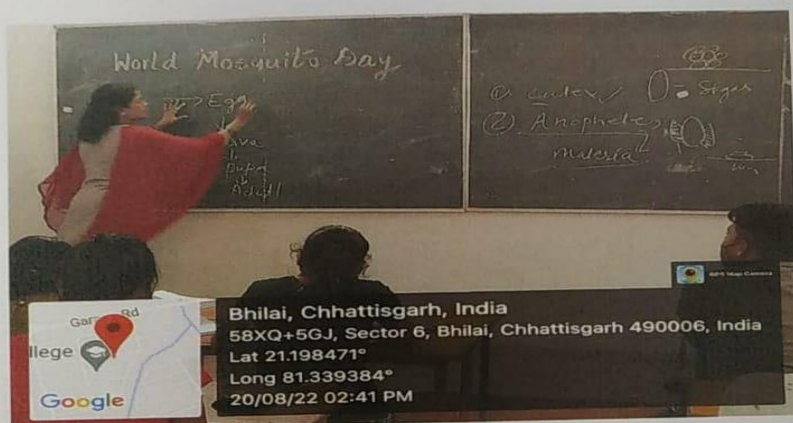 World Mosquito Day
Egg
Pupa
Adult
① Culex
② Anopheles
Malaria
GPS Map Camera
Rd
llege
Google
Bhilai, Chhattisgarh, India
58XQ+5GJ, Sector 6, Bhilai, Chhattisgarh 490006, India
Lat 21.198471°
Long 81.339384°
20/08/22 02:41 PM